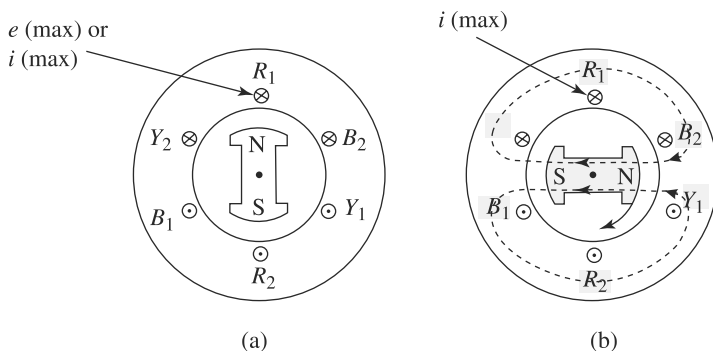 e (max) or
i (max)
R₁
Y₂
B₂
N
S
B₁
Y₁
R₂
(a)
i (max)
R₁
B₂
S
N
B₁
Y₁
R₂
(b)